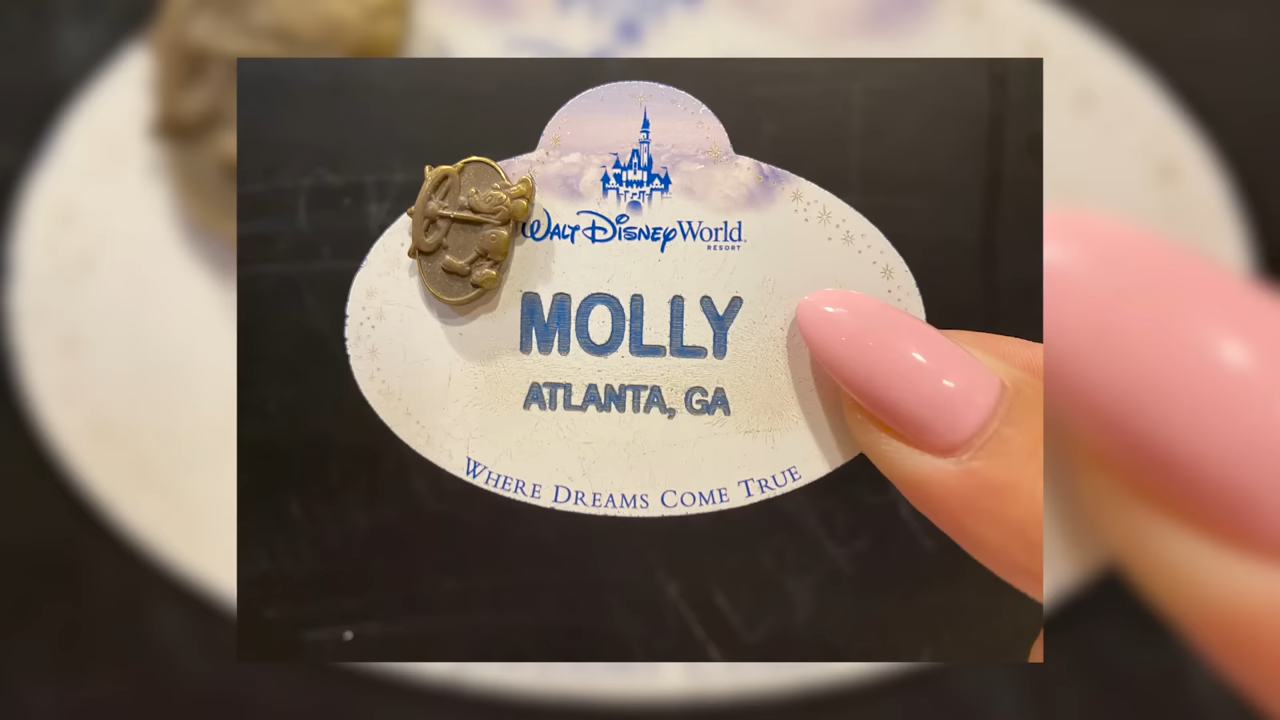 WALT DISNEY World
RESORT
MOLLY
ATLANTA, GA
WHERE DREAMS COME TRUE